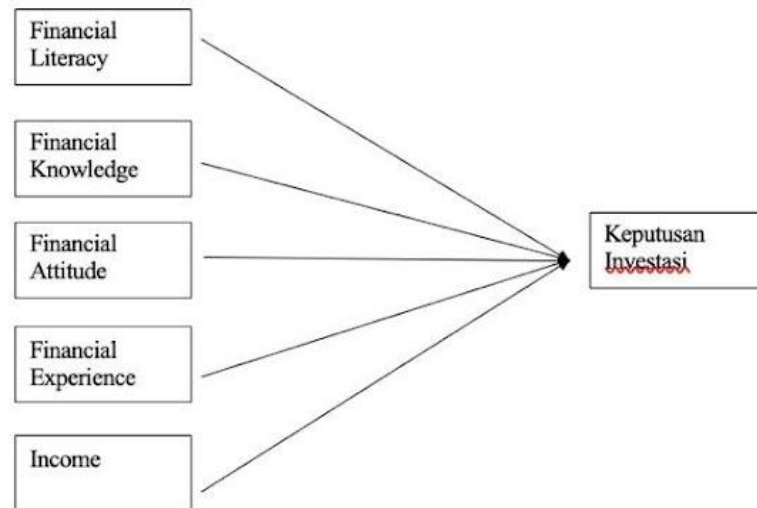 Financial
Literacy
Financial
Knowledge
Financial
Attitude
Financial
Experience
Income
Keputusan
Investasi